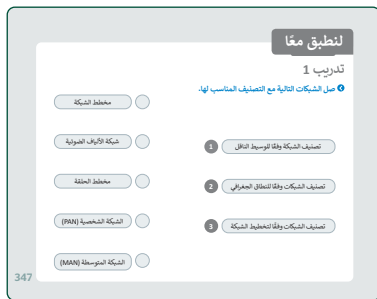 لنطبق معًا
تدريب 1
صل الشبكات التالية مع التصنيف المناسب لها.
تصنيف الشبكة وفقًا للوسيط الناقل 1
تصنيف الشبكات وفقًا للنطاق الجغرافي 2
تصنيف الشبكات وفقًا لتخطيط الشبكة 3
مخطط الشبكة
شبكة الألياف الضوئية
مخطط الحلقة
الشبكة الشخصية (PAN)
الشبكة المتوسطة (MAN)
347